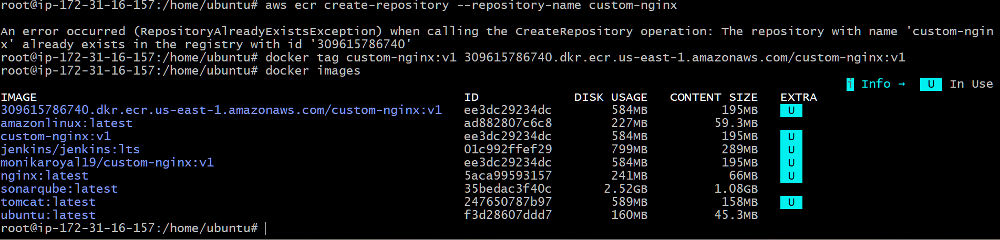 root@ip-172-31-16-157:/home/ubuntu# aws ecr create-repository --repository-name custom-nginx
An error occurred (RepositoryAlreadyExistsException) when calling the CreateRepository operation: The repository with name 'custom-ngin
x' already exists in the registry with id '309615786740'
root@ip-172-31-16-157:/home/ubuntu# docker tag custom-nginx:v1 309615786740.dkr.ecr.us-east-1.amazonaws.com/custom-nginx:v1
root@ip-172-31-16-157:/home/ubuntu# docker images
i Info → U In Use
IMAGE ID DISK USAGE CONTENT SIZE EXTRA
309615786740.dkr.ecr.us-east-1.amazonaws.com/custom-nginx:v1 ee3dc29234dc 584MB 195MB U
amazonlinux:latest ad882807c6c8 227MB 59.3MB
custom-nginx:v1 ee3dc29234dc 584MB 195MB U
jenkins/jenkins:lts 01c992ffef29 799MB 289MB U
monikaroyal19/custom-nginx:v1 ee3dc29234dc 584MB 195MB U
nginx:latest 5aca99593157 241MB 66MB U
sonarqube:latest 35bedac3f40c 2.52GB 1.08GB
tomcat:latest 247650787b97 589MB 158MB U
ubuntu:latest f3d28607ddd7 160MB 45.3MB
root@ip-172-31-16-157:/home/ubuntu#